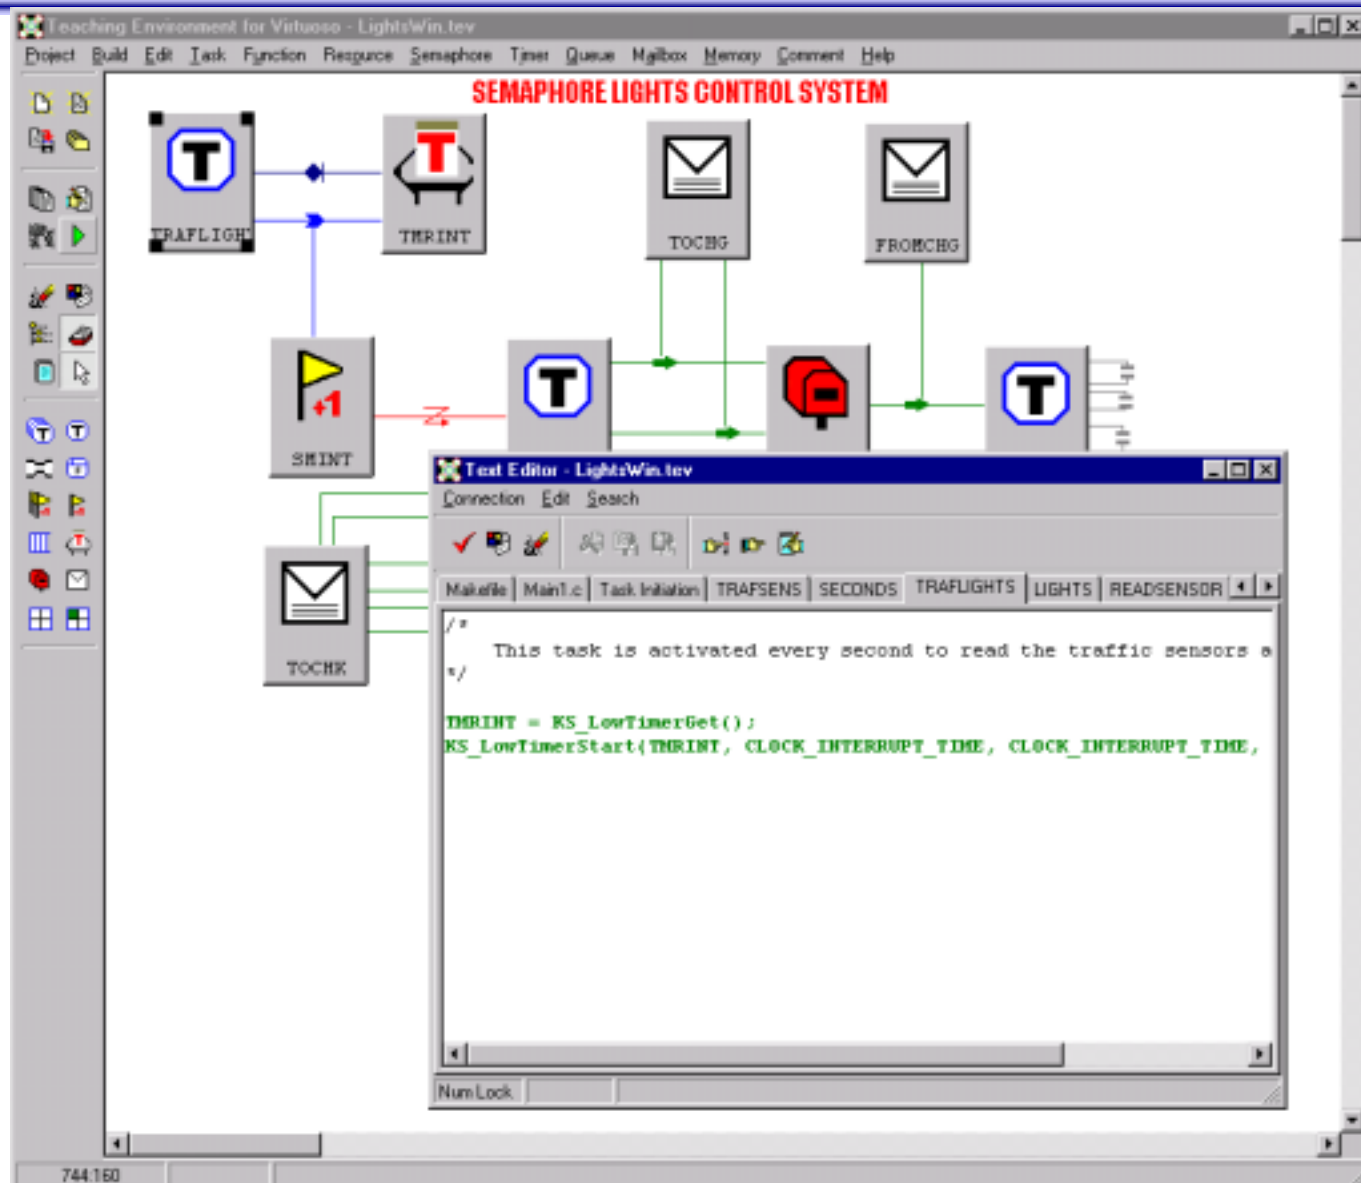 Teaching Environment for Virtuoso - LightsWin.tev
Project Build Edit Task Function Resource Semaphore Timer Queue Mailbox Memory Comment Help
SEMAPHORE LIGHTS CONTROL SYSTEM
T
T
TRAFLIGH
TMRINT
TOCHG
FROMCHG
+1
T
T
SMINT
Text Editor - LightsWin.tev
Connection Edit Search
Makefile Main1.c Task Initiation TRAFSENS SECONDS TRAFLIGHTS LIGHTS READSENSOR
/*
This task is activated every second to read the traffic sensors a
*/
TMRINT = KS_LowTimerGet();
KS_LowTimerStart(TMRINT, CLOCK_INTERRUPT_TIME, CLOCK_INTERRUPT_TIME,
TOCHK
Num Lock
744:160